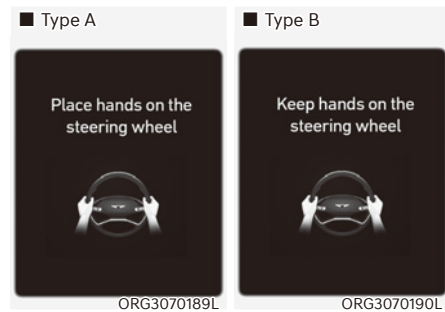 ■ Type A
Place hands on the
steering wheel
ORG3070189L
■ Type B
Keep hands on the
steering wheel
ORG3070190L